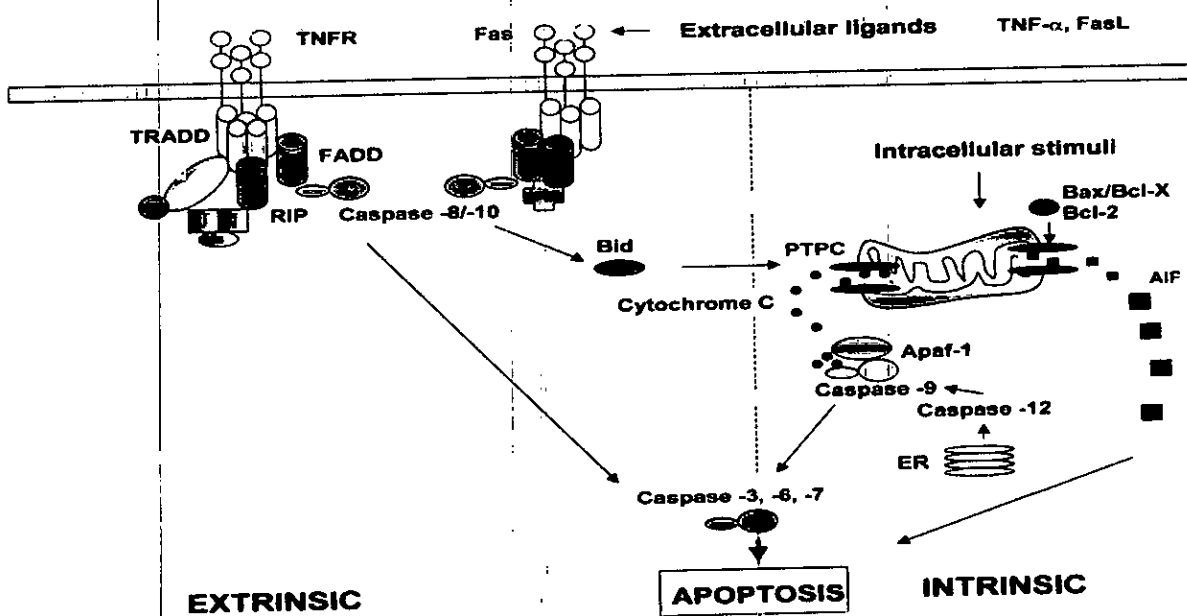 TNFR
Fas
Extracellular ligands
TNF-α, FasL
TRADD
FADD
Intracellular stimuli
RIP
Caspase -8/-10
Bax/Bcl-X
Bcl-2
Bid
PTPC
AIF
Cytochrome C
Apaf-1
Caspase -9
Caspase -12
ER
Caspase -3, -6, -7
APOPTOSIS
EXTRINSIC
INTRINSIC